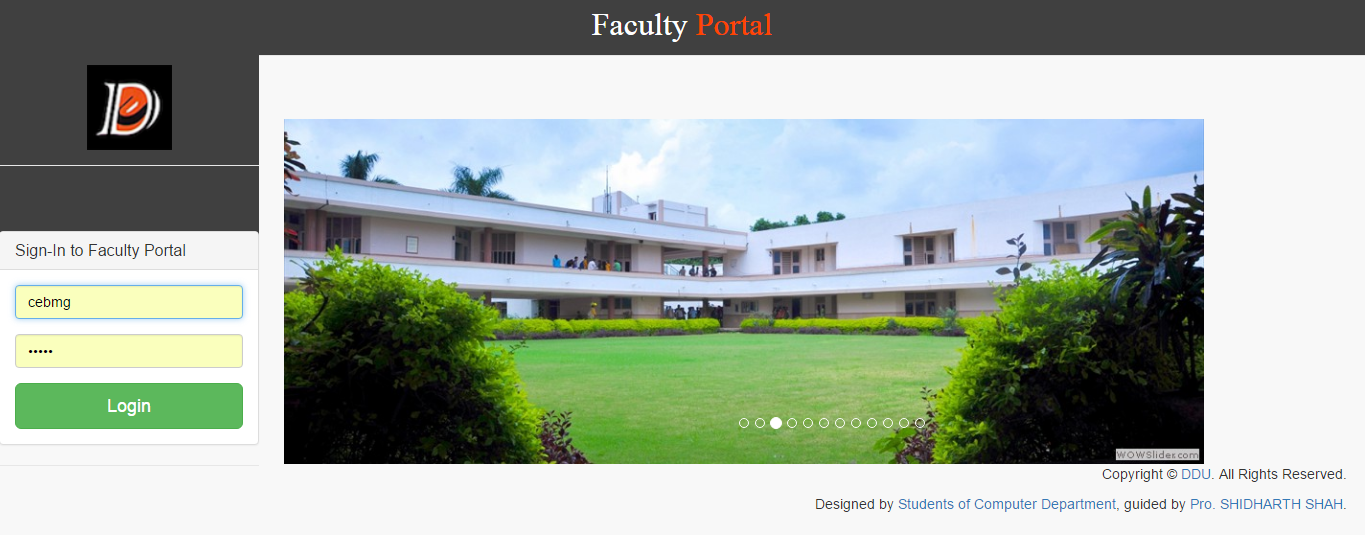 Faculty Portal
Sign-In to Faculty Portal
cebmg
•••••
Login
WOWSlider.com
Copyright © DDU. All Rights Reserved.
Designed by Students of Computer Department, guided by Pro. SHIDHARTH SHAH.